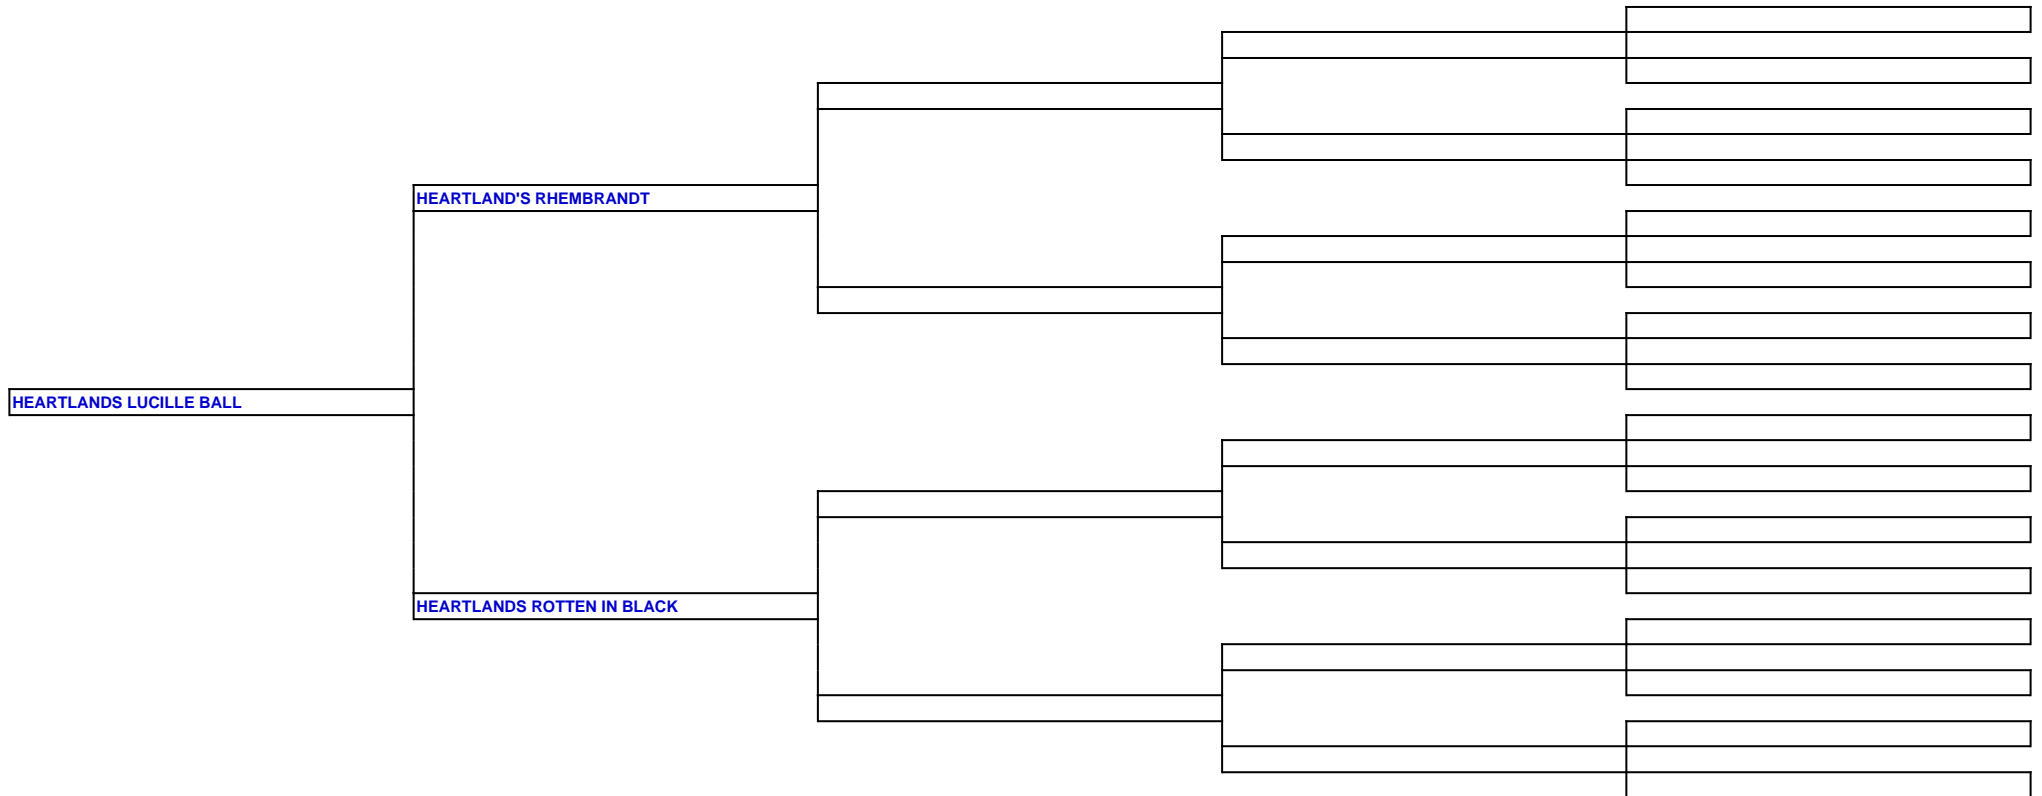 HEARTLAND'S RHEMBRANDT
HEARTLANDS LUCILLE BALL
HEARTLANDS ROTTEN IN BLACK